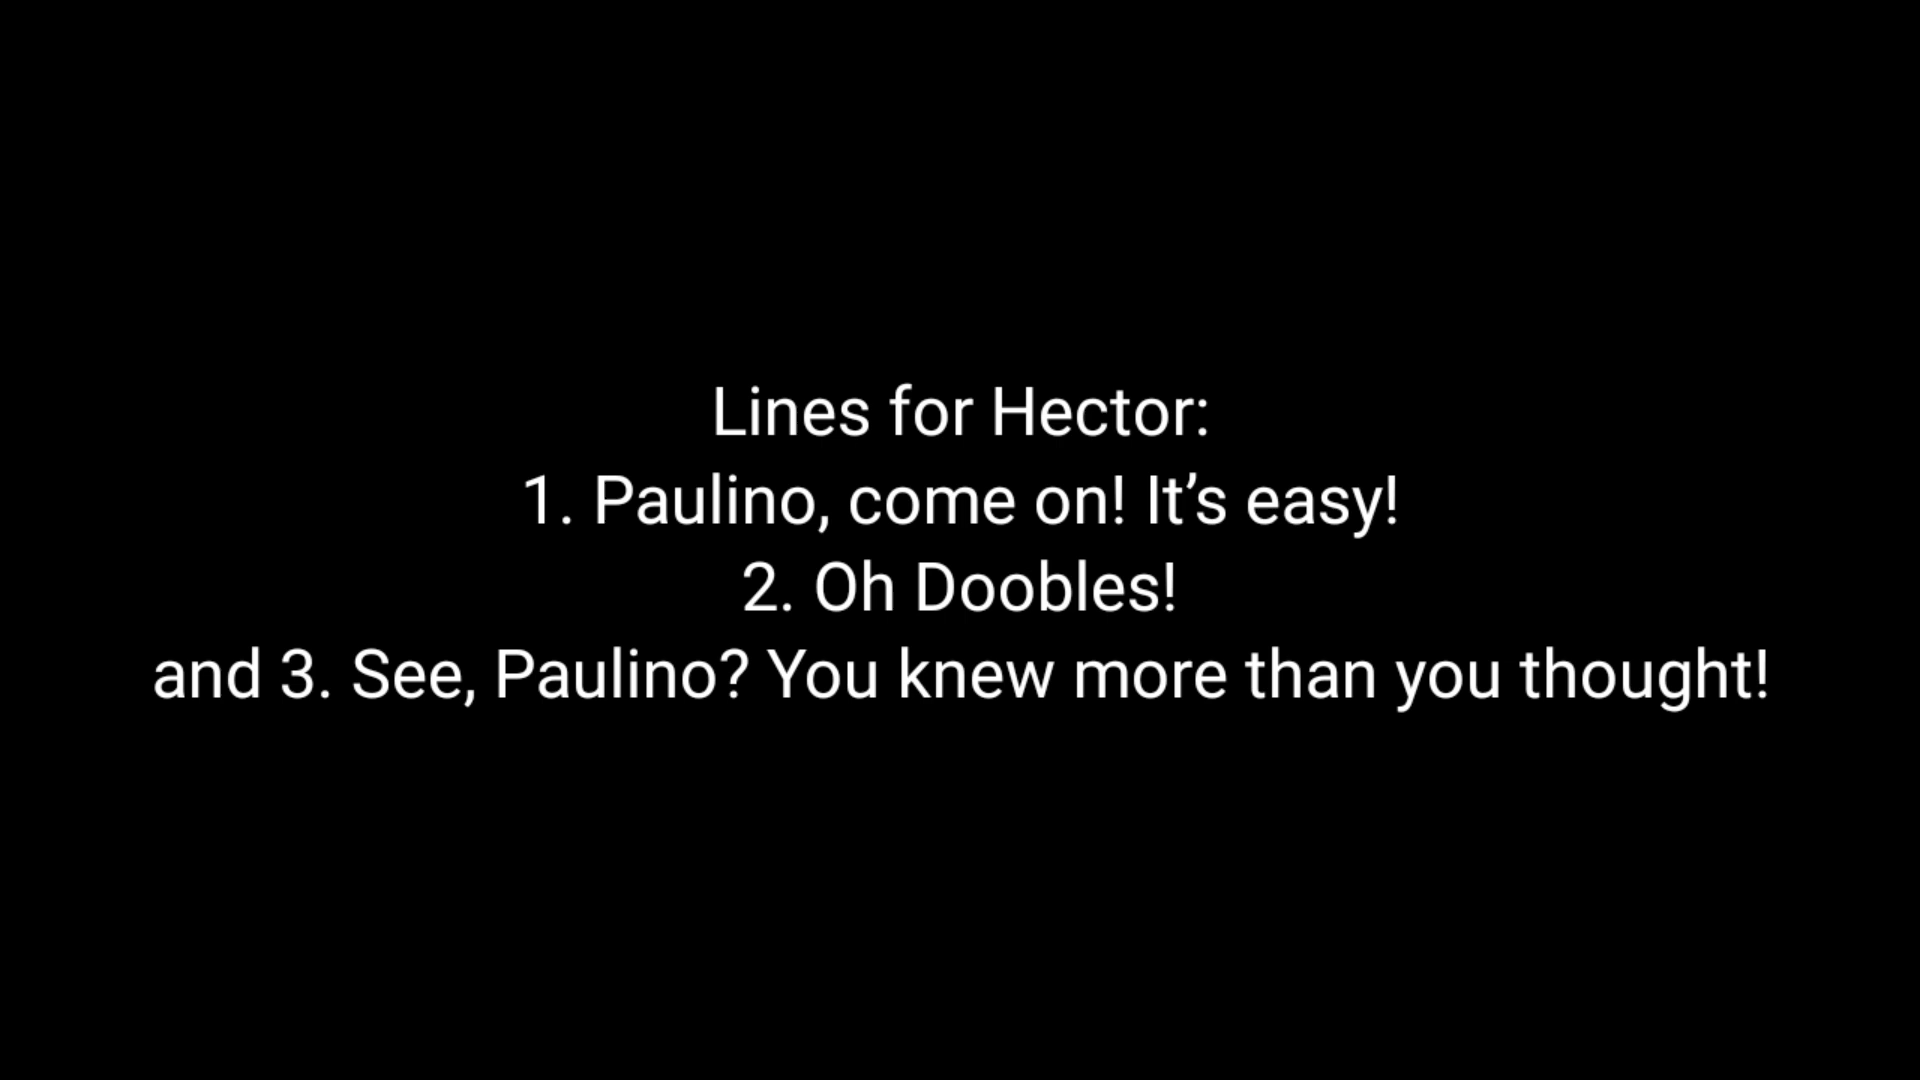 Lines for Hector:
1. Paulino, come on! It’s easy!
2. Oh Doobles!
and 3. See, Paulino? You knew more than you thought!